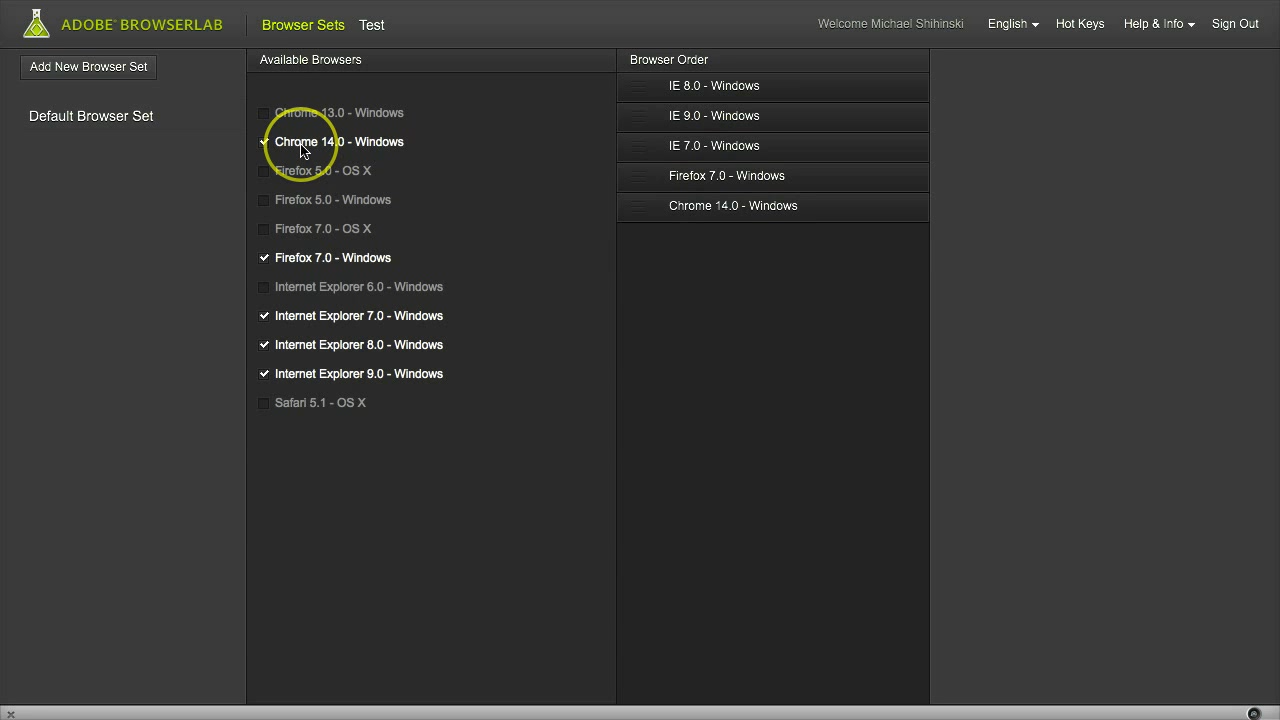 ADOBE® BROWSERLAB
Browser Sets
Test
Welcome Michael Shihinski
English
Hot Keys
Help & Info
Sign Out
Add New Browser Set
Default Browser Set
Available Browsers
Chrome 13.0 - Windows
Chrome 14.0 - Windows
Firefox 5.0 - OS X
Firefox 5.0 - Windows
Firefox 7.0 - OS X
Firefox 7.0 - Windows
Internet Explorer 6.0 - Windows
Internet Explorer 7.0 - Windows
Internet Explorer 8.0 - Windows
Internet Explorer 9.0 - Windows
Safari 5.1 - OS X
Browser Order
IE 8.0 - Windows
IE 9.0 - Windows
IE 7.0 - Windows
Firefox 7.0 - Windows
Chrome 14.0 - Windows